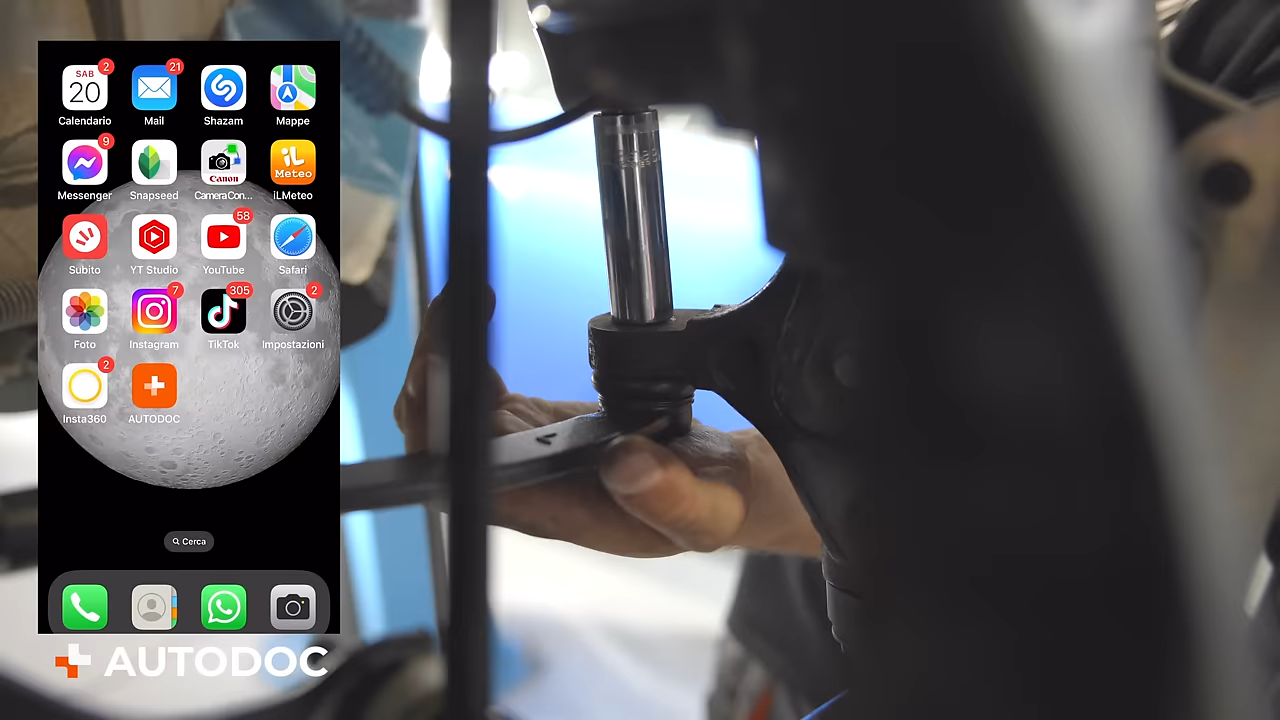 SAB
20
2
21
Calendario
Mail
Shazam
Mappe
9
Canon
iL
Meteo
Messenger
Snapseed
CameraCon...
iLMeteo
58
Subito
YT Studio
YouTube
Safari
7
305
2
Foto
Instagram
TikTok
Impostazioni
2
Insta360
AUTODOC
Cerca
AUTODOC